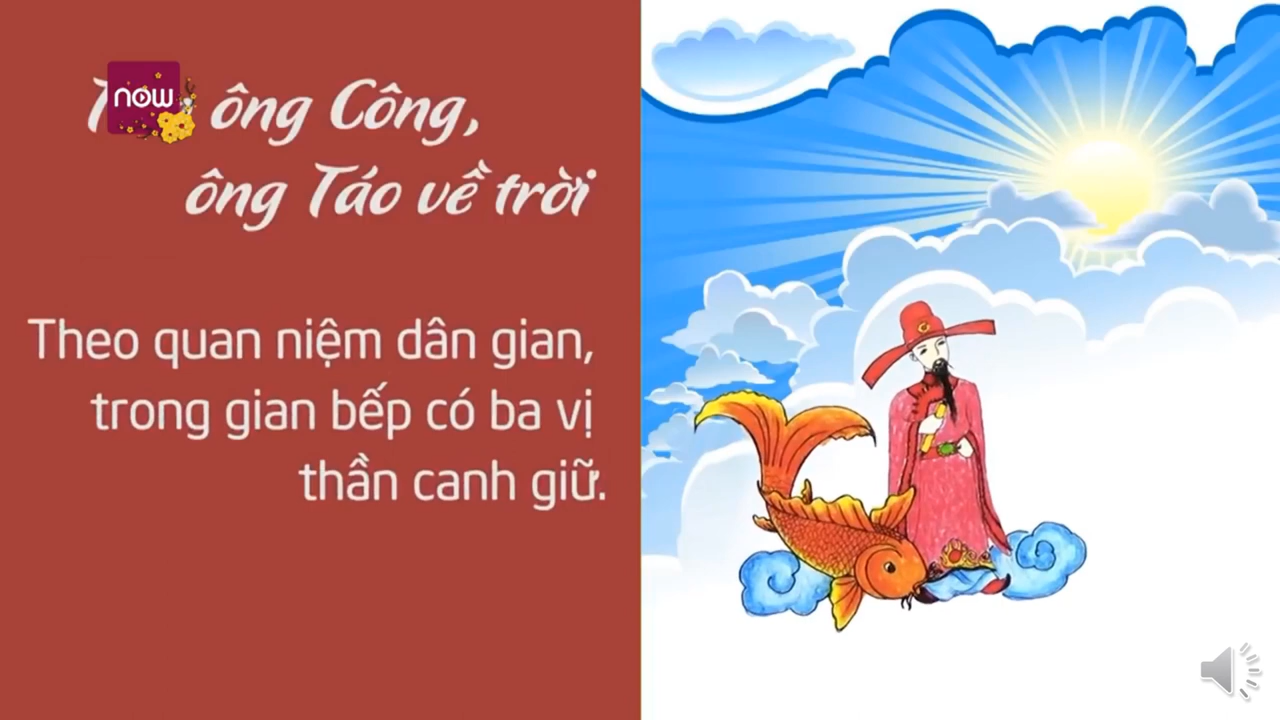 now
ông Công,
ông Táo về trời
Theo quan niệm dân gian,
trong gian bếp có ba vị
thần canh giữ.